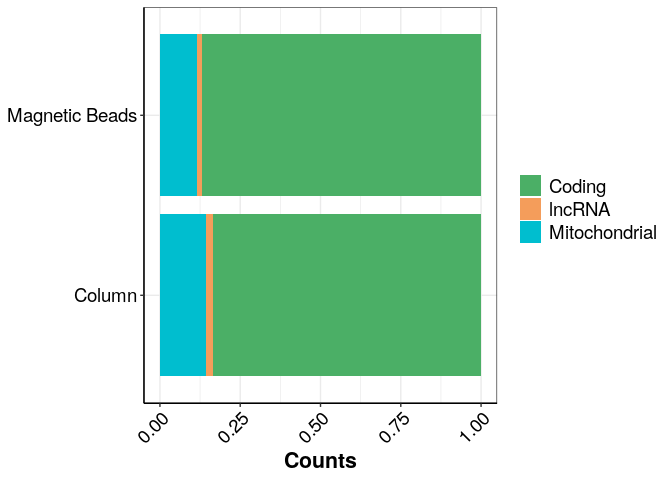 Magnetic Beads
Column
0.00
0.25
0.50
0.75
1.00
Counts
Coding
lncRNA
Mitochondrial